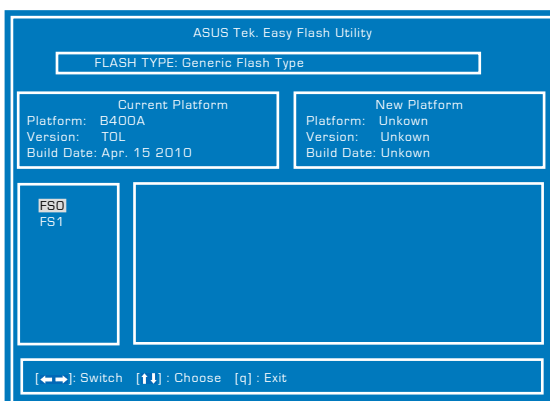 ASUS Tek. Easy Flash Utility
FLASH TYPE: Generic Flash Type
Current Platform
Platform: B400A
Version: TOL
Build Date: Apr. 15 2010
New Platform
Platform: Unkown
Version: Unkown
Build Date: Unkown
FS0
FS1
[←→]: Switch [↑↓] : Choose [q] : Exit